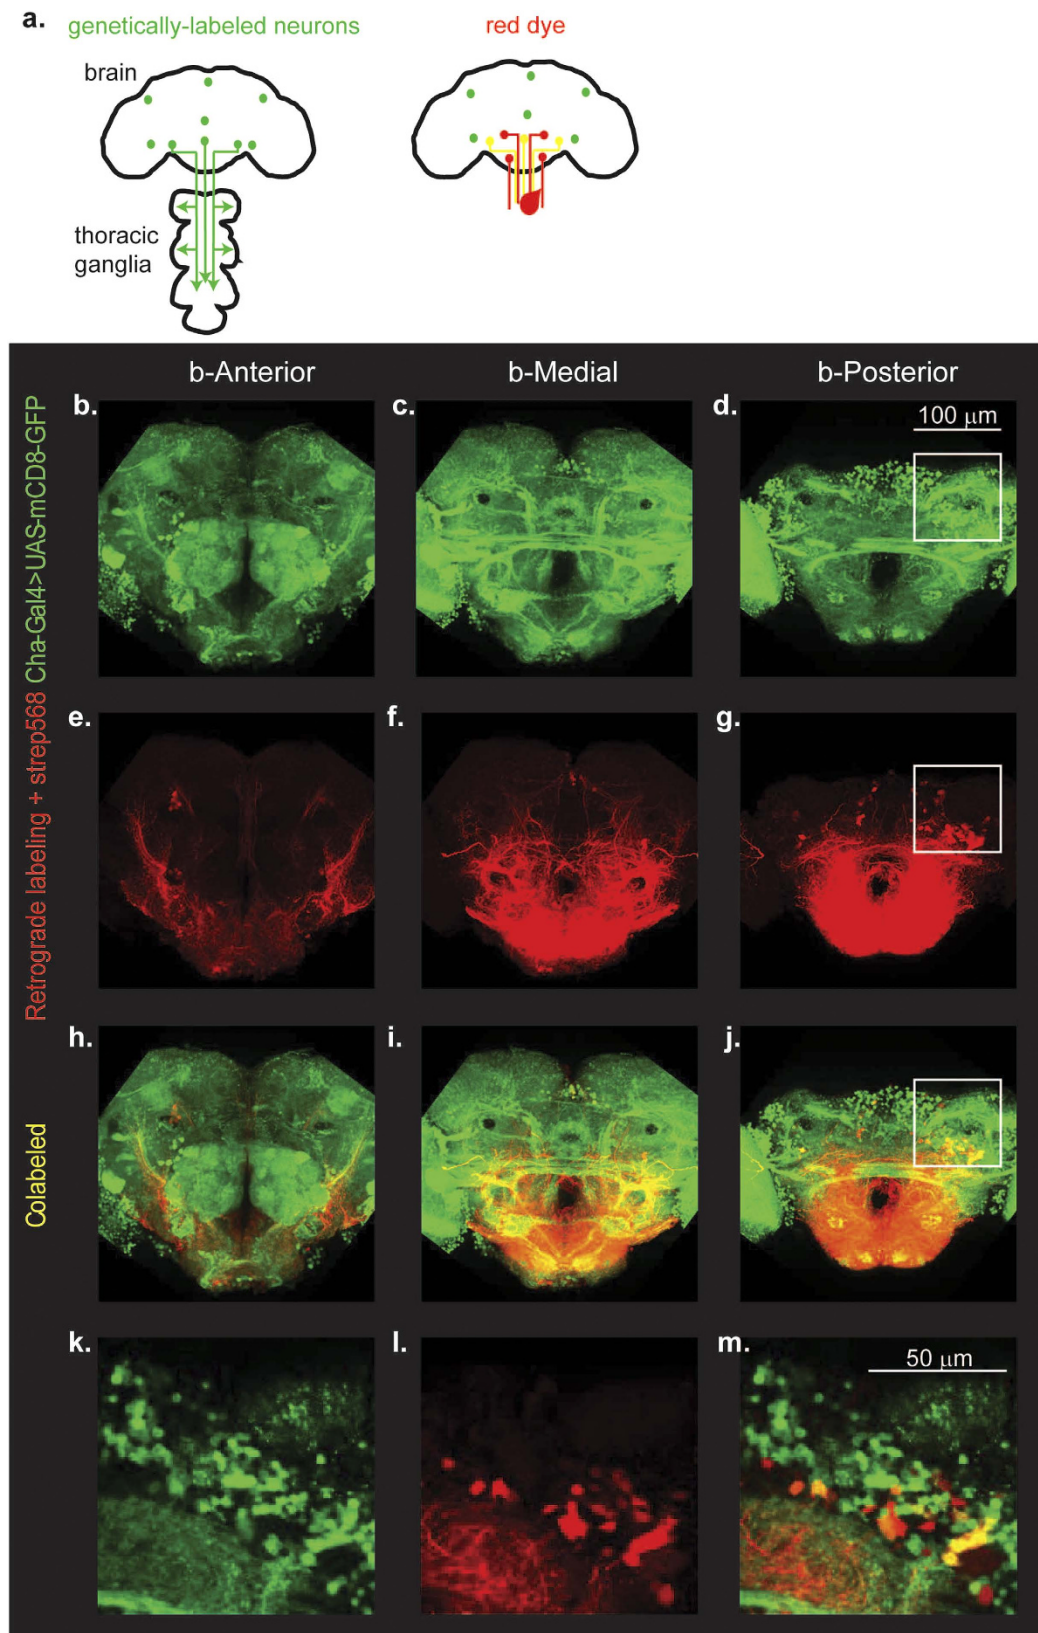 a. genetically-labeled neurons red dye
brain
thoracic
ganglia
b-Anterior b-Medial b-Posterior
b. c. d. 100 μm
Cha-Gal4>UAS-mCD8-GFP
e. f. g.
Retrograde labeling + strep568
h. i. j.
Colabeled
k. l. m. 50 μm